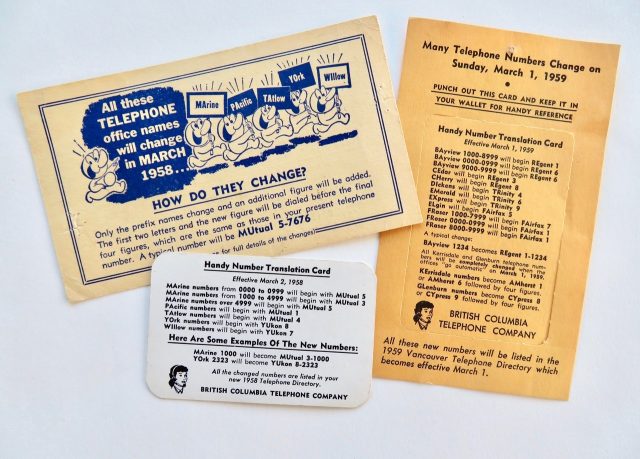 All these
TELEPHONE
office names
will change
in MARCH
1958...
MArine
PAcific
TAtlow
YOrk
WIllow
HOW DO THEY CHANGE?
Only the prefix names change and an additional figure will be added.
The first two letters and the new figure will be dialed before the final
four figures, which are the same as those in your present telephone
number. A typical number will be MUtual 5-7676
for full details of the changes)
Handy Number Translation Card
Effective March 2, 1958
MArine numbers from 0000 to 0999 will begin with MUtual 5
MArine numbers from 1000 to 4999 will begin with MUtual 3
MArine numbers over 4999 will begin with MUtual 5
PAcific numbers will begin with MUtual 1
TAtlow numbers will begin with MUtual 4
YOrk numbers will begin with YUkon 8
WIllow numbers will begin with YUkon 7
Here Are Some Examples Of The New Numbers:
MArine 1000 will become MUtual 3-1000
YOrk 2323 will become YUkon 8-2323
All the changed numbers are listed in your
new 1958 Telephone Directory.
BRITISH COLUMBIA TELEPHONE COMPANY
Many Telephone Numbers Change on
Sunday, March 1, 1959
PUNCH OUT THIS CARD AND KEEP IT IN
YOUR WALLET FOR HANDY REFERENCE
Handy Number Translation Card
Effective March 1, 1959
BAyview 1000-8999 will begin REgent 1
BAyview 0000-0999 will begin REgent 6
BAyview 9000-9999 will begin REgent 6
CEdar will begin REgent 3
CHerry will begin REgent 8
DIckens will begin TRinity 4
EMerald will begin TRinity 6
EXpress will begin TRinity 9
ELgin will begin FAirfax 5
FRaser 1000-7999 will begin FAirfax 7
FRaser 0000-0999 will begin FAirfax 1
FRaser 8000-9999 will begin FAirfax 1
A typical change:
BAyview 1234 becomes REgent 1-1234
All Kerrisdale and Glenburn telephone num-
bers will be completely changed when the
offices "go automatic" on March 1, 1959.
KErrisdale numbers become AMherst 1
or AMherst 6 followed by four figures.
GLenburn numbers become CYpress 8
or CYpress 9 followed by four figures.
BRITISH COLUMBIA
TELEPHONE COMPANY
All these new numbers will be listed in the
1959 Vancouver Telephone Directory which
becomes effective March 1.